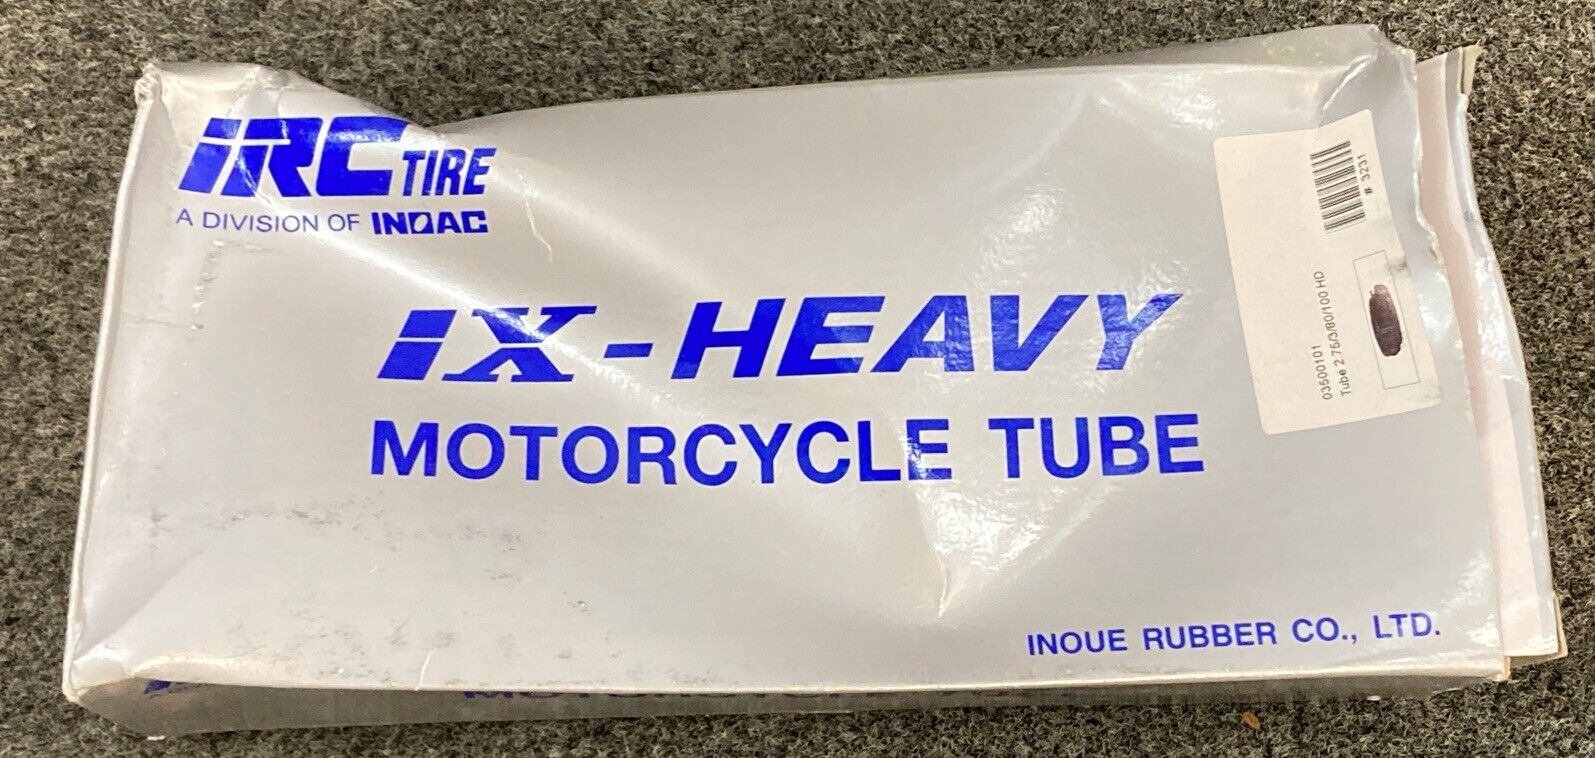 iRC TIRE
A DIVISION OF INOAC
iX-HEAVY
MOTORCYCLE TUBE
INOUE RUBBER CO., LTD.
# 3231
03500101
Tube 2.75/3/80/100 HD